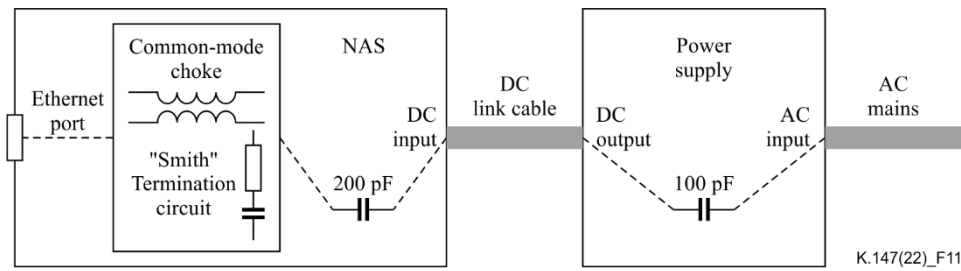 Common-mode
choke
NAS
Power
supply
Ethernet
port
DC
link cable
AC
mains
DC
input
DC
output
AC
input
"Smith"
Termination
circuit
200 pF
100 pF
K.147(22)_F11